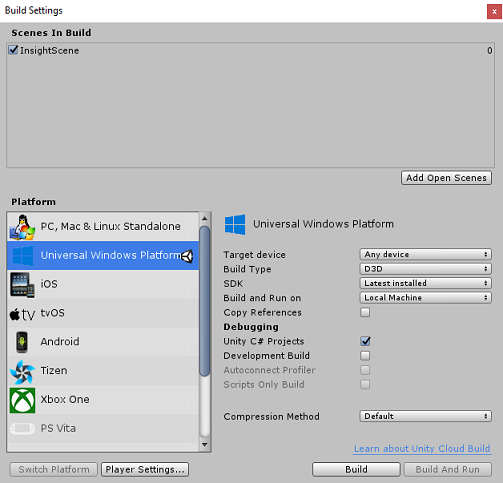 Build Settings
x
Scenes In Build
InsightScene 0
Add Open Scenes
Platform
PC, Mac & Linux Standalone
Universal Windows Platform
iOS
tv
tvOS
Android
Tizen
Xbox One
PS Vita
Universal Windows Platform
Target device Any device
Build Type D3D
SDK Latest installed
Build and Run on Local Machine
Copy References
Debugging
Unity C# Projects
Development Build
Autoconnect Profiler
Scripts Only Build
Compression Method Default
Learn about Unity Cloud Build
Switch Platform Player Settings... Build Build And Run